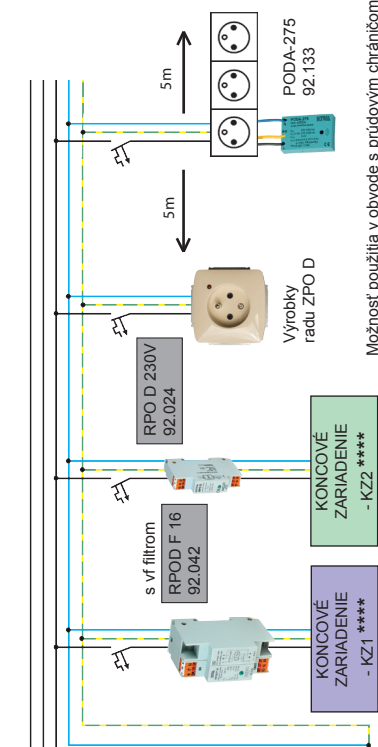 s vf filtrom
RPOD F 16
92.042
RPO D 230V
92.024
Výrobky
radu ZPO D
5m
5m
PODA-275
92.133
KONCOVÉ
ZARIADENIE
- KZ1 ****
KONCOVÉ
ZARIADENIE
- KZ2 ****
Možnosť použitia v obvode s prúdovým chráničom